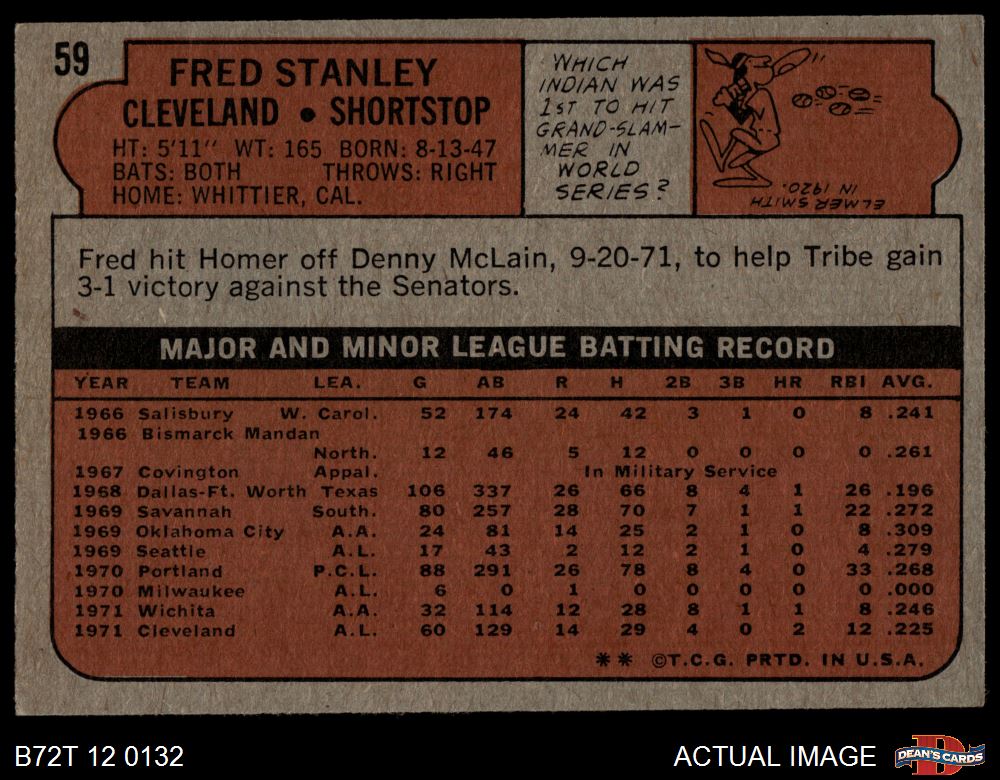 59
FRED STANLEY
CLEVELAND • SHORTSTOP
HT: 5'11" WT: 165 BORN: 8-13-47
BATS: BOTH THROWS: RIGHT
HOME: WHITTIER, CAL.
WHICH
INDIAN WAS
1ST TO HIT
GRAND-SLAM-
MER IN
WORLD
SERIES?
ELMER SMITH
IN 1920.
Fred hit Homer off Denny McLain, 9-20-71, to help Tribe gain
3-1 victory against the Senators.
MAJOR AND MINOR LEAGUE BATTING RECORD
YEAR TEAM LEA. G AB R H 2B 3B HR RBI AVG.
1966 Salisbury W. Carol. 52 174 24 42 3 1 0 8 .241
1966 Bismarck Mandan
North. 12 46 5 12 0 0 0 0 .261
1967 Covington Appal. In Military Service
1968 Dallas-Ft. Worth Texas 106 337 26 66 8 4 1 26 .196
1969 Savannah South. 80 257 28 70 7 1 1 22 .272
1969 Oklahoma City A.A. 24 81 14 25 2 1 0 8 .309
1969 Seattle A.L. 17 43 2 12 2 1 0 4 .279
1970 Portland P.C.L. 88 291 26 78 8 4 0 33 .268
1970 Milwaukee A.L. 6 0 1 0 0 0 0 0 .000
1971 Wichita A.A. 32 114 12 28 8 1 1 8 .246
1971 Cleveland A.L. 60 129 14 29 4 0 2 12 .225
** ©T.C.G. PRTD. IN U.S.A.
B72T 12 0132
ACTUAL IMAGE
DEAN'S CARDS